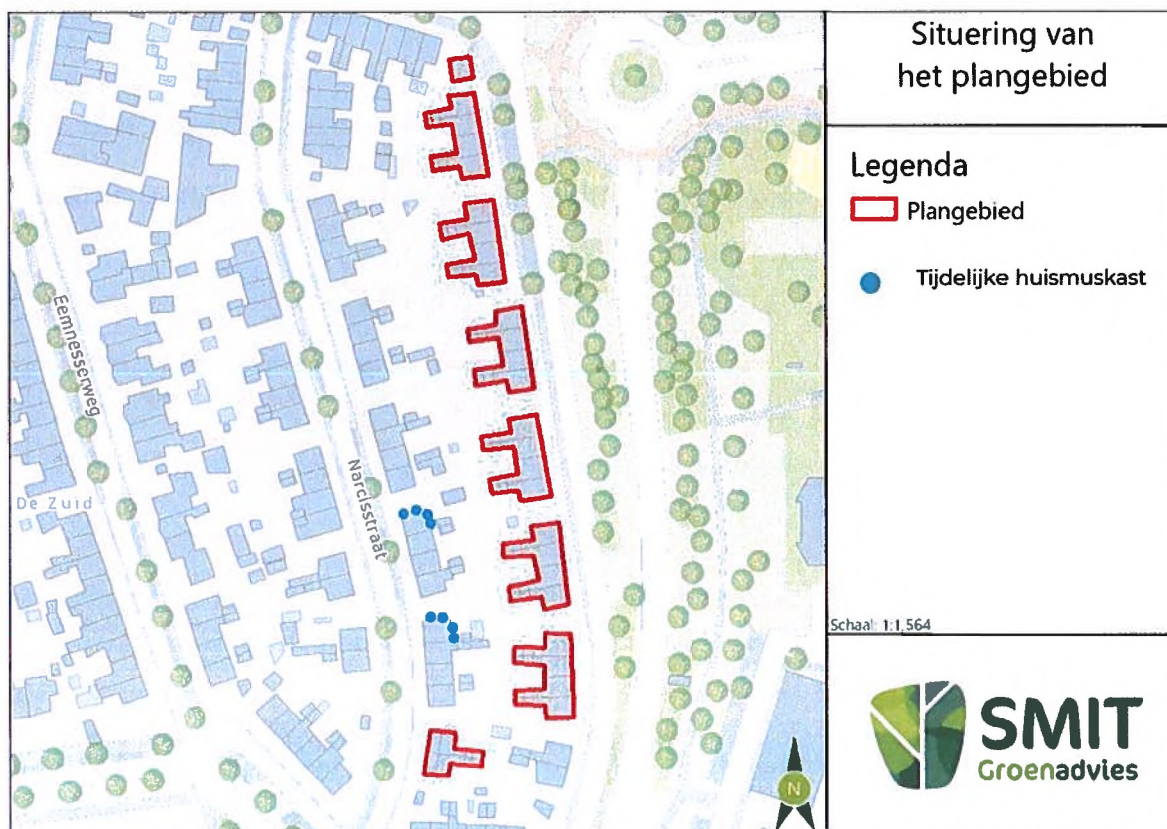 Situering van
het plangebied
Legenda
Plangebied
Tijdelijke huismuskast
Eemnesserweg
Narcisstraat
De Zuid
Schaal: 1:1,564
SMIT
Groenadvies
N